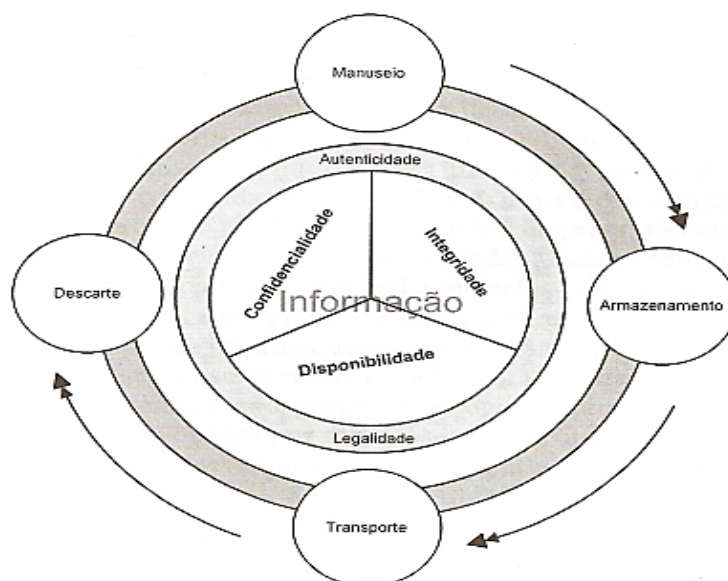 Manuseio
Autenticidade
Confidencialidade
Integridade
Informação
Descarte
Armazenamento
Disponibilidade
Legalidade
Transporte